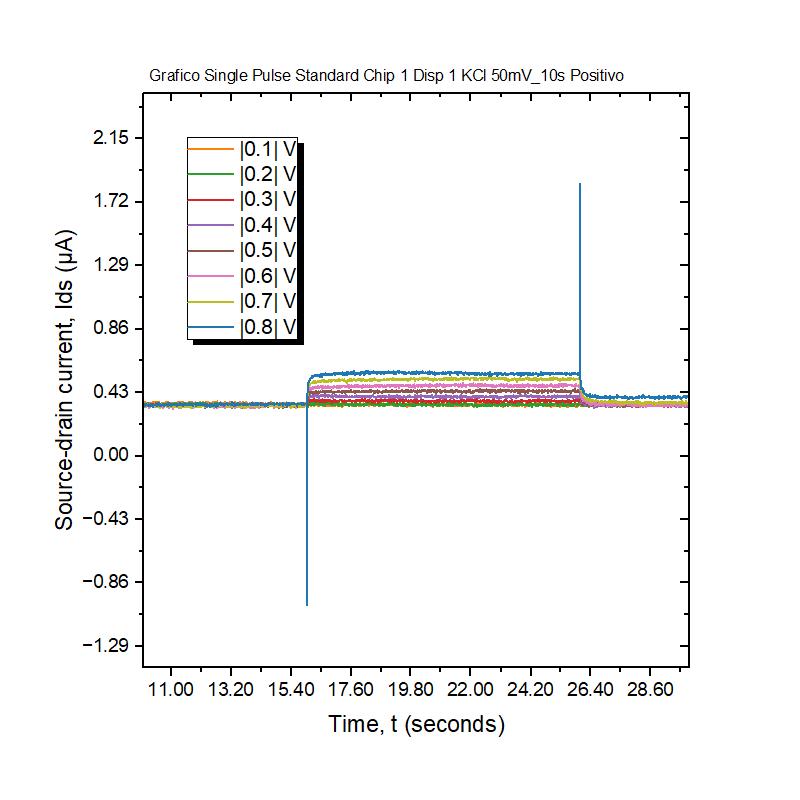 Grafico Single Pulse Standard Chip 1 Disp 1 KCl 50mV_10s Positivo
|0.1| V
|0.2| V
|0.3| V
|0.4| V
|0.5| V
|0.6| V
|0.7| V
|0.8| V
Source-drain current, Ids (μA)
2.15
1.72
1.29
0.86
0.43
0.00
−0.43
−0.86
−1.29
11.00 13.20 15.40 17.60 19.80 22.00 24.20 26.40 28.60
Time, t (seconds)